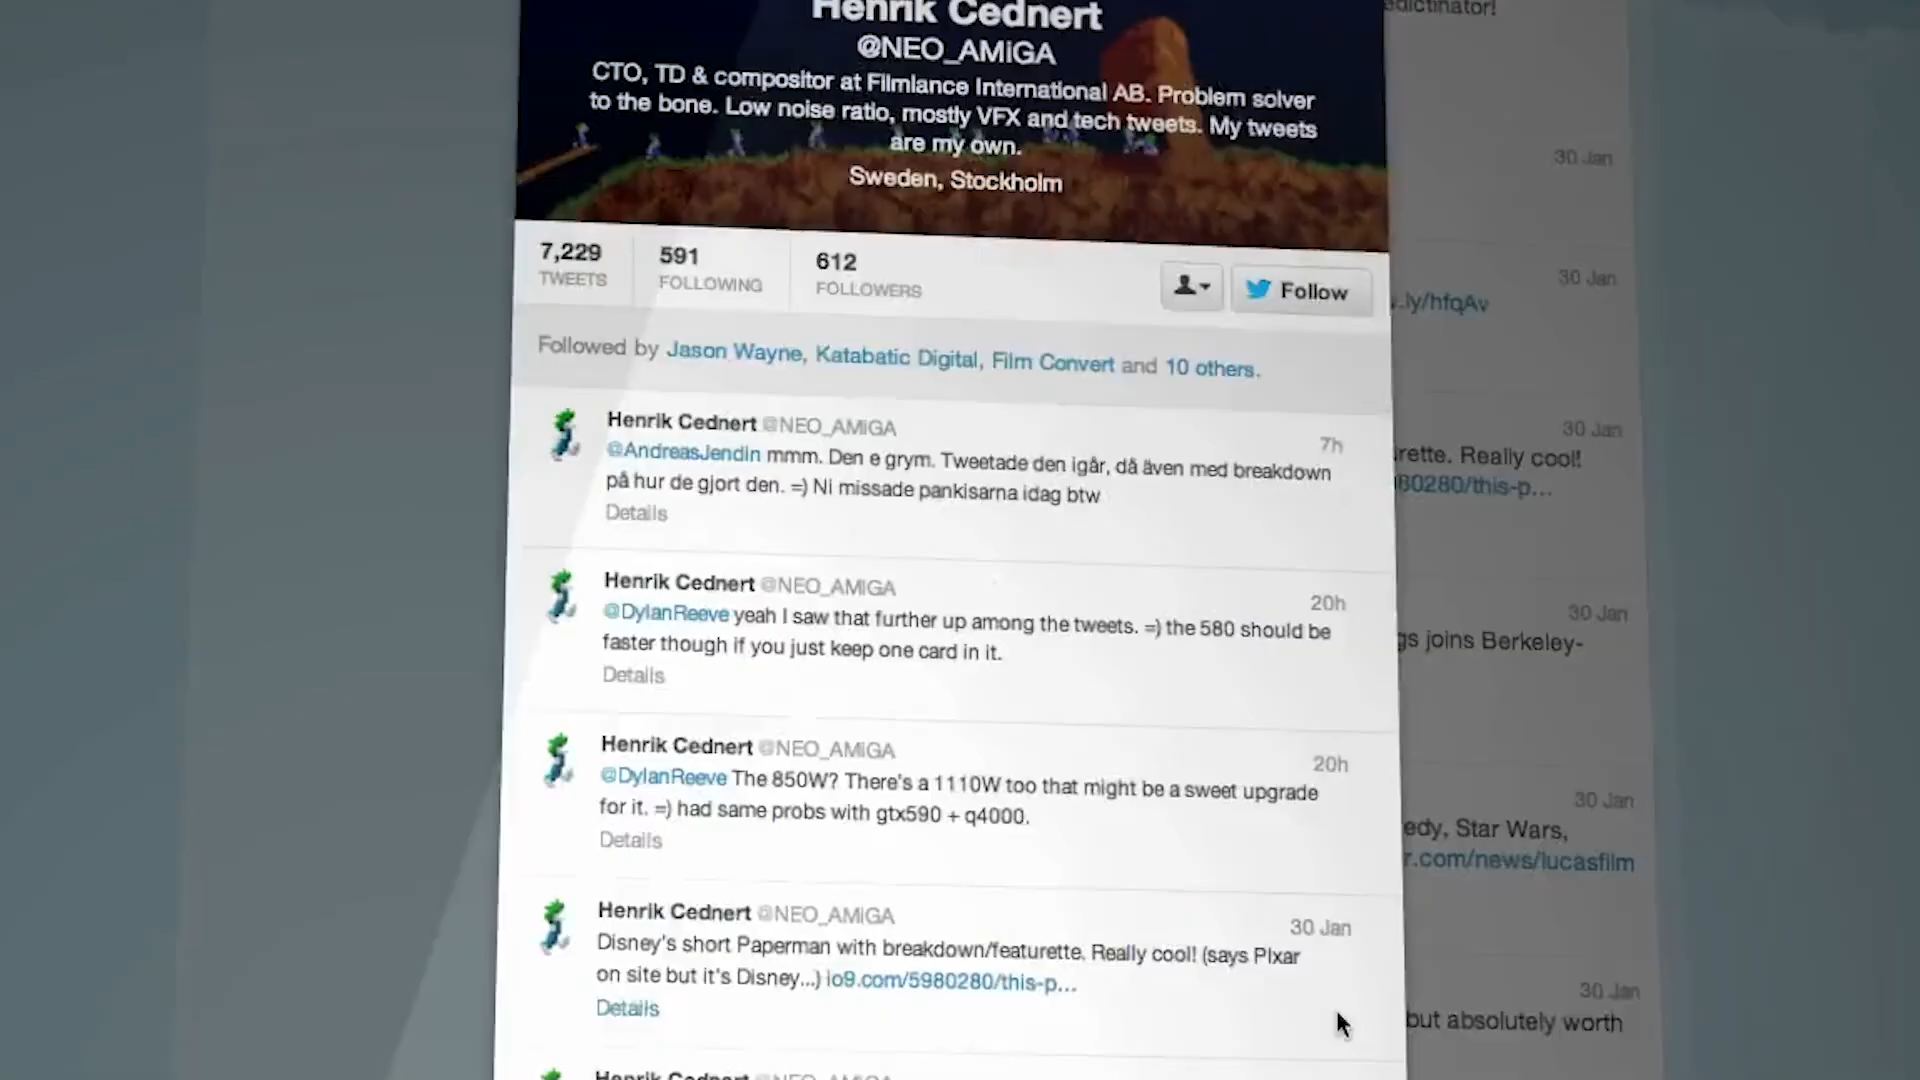 Henrik Cednert
@NEO_AMiGA
CTO, TD & compositor at Filmlance International AB. Problem solver
to the bone. Low noise ratio, mostly VFX and tech tweets. My tweets
are my own.
Sweden, Stockholm
7,229
TWEETS
591
FOLLOWING
612
FOLLOWERS
Follow
Followed by Jason Wayne, Katabatic Digital, Film Convert and 10 others.
Henrik Cednert @NEO_AMiGA
7h
@AndreasJendin mmm. Den e grym. Tweetade den igår, då även med breakdown
på hur de gjort den. =) Ni missade pankisarna idag btw
Details
Henrik Cednert @NEO_AMiGA
20h
@DylanReeve yeah I saw that further up among the tweets. =) the 580 should be
faster though if you just keep one card in it.
Details
Henrik Cednert @NEO_AMiGA
20h
@DylanReeve The 850W? There's a 1110W too that might be a sweet upgrade
for it. =) had same probs with gtx590 + q4000.
Details
Henrik Cednert @NEO_AMiGA
30 Jan
Disney's short Paperman with breakdown/featurette. Really cool! (says PIxar
on site but it's Disney...) io9.com/5980280/this-p...
Details
Henrik Cednert @NEO_AMiGA
edictinator!
30 Jan
30 Jan
.ly/hfqAv
30 Jan
rette. Really cool!
80280/this-p...
30 Jan
gs joins Berkeley-
30 Jan
edy, Star Wars,
r.com/news/lucasfilm
30 Jan
but absolutely worth